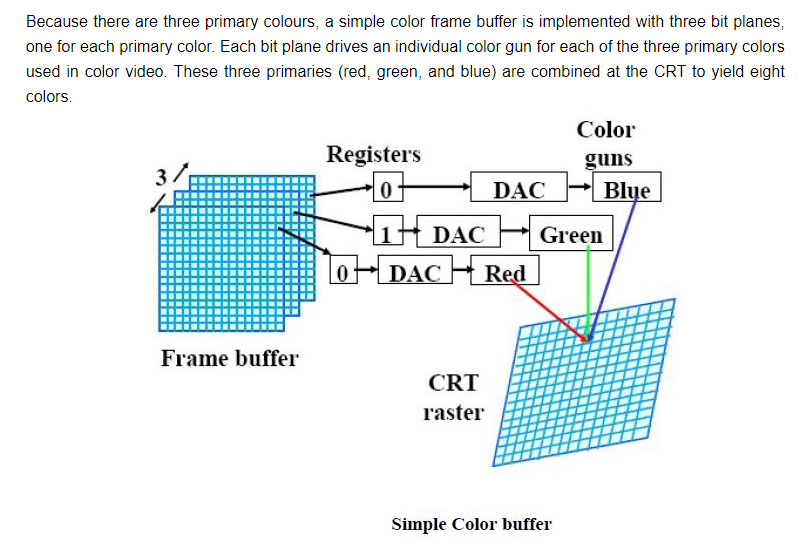 Because there are three primary colours, a simple color frame buffer is implemented with three bit planes,
one for each primary color. Each bit plane drives an individual color gun for each of the three primary colors
used in color video. These three primaries (red, green, and blue) are combined at the CRT to yield eight
colors.
Color
guns
Registers
3
0
DAC
Blue
1
DAC
Green
0
DAC
Red
Frame buffer
CRT
raster
Simple Color buffer